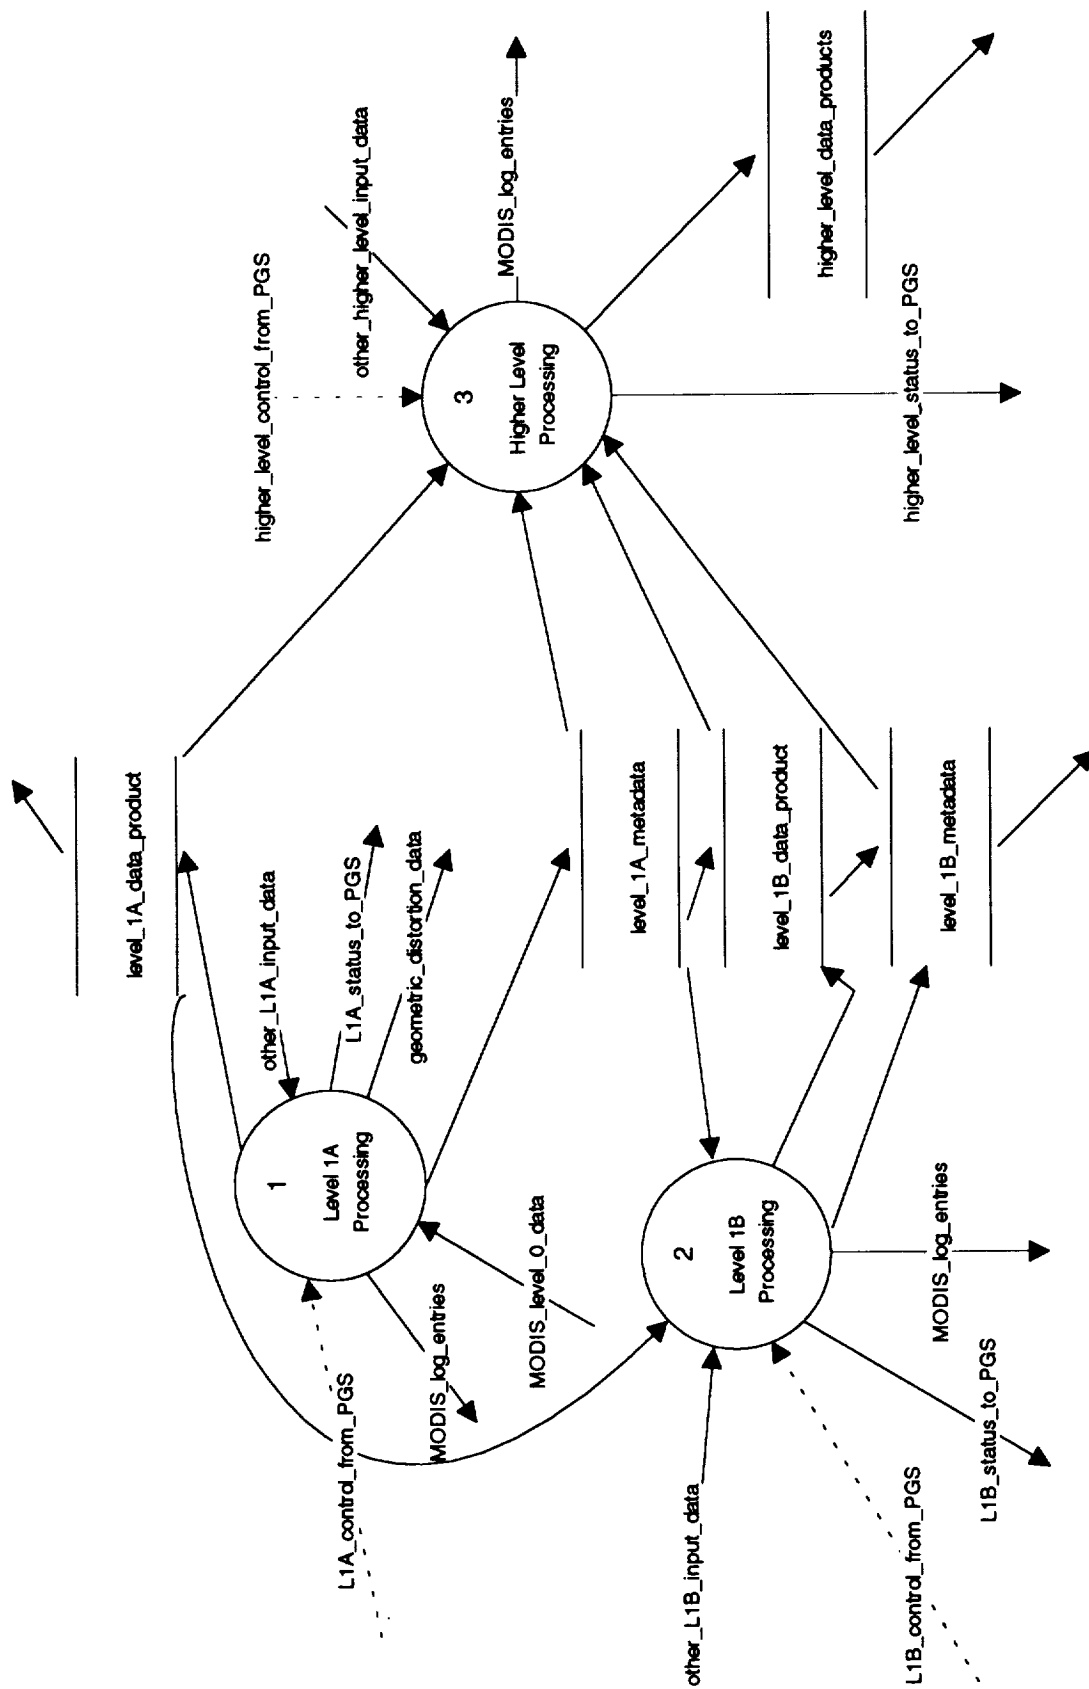 level_1A_data_product
other_L1A_input_data
L1A_status_to_PGS
geometric_distortion_data
1
Level 1A
Processing
L1A_control_from_PGS
MODIS_log_entries
MODIS_level_0_data
level_1A_metadata
level_1B_data_product
level_1B_metadata
2
Level 1B
Processing
other_L1B_input_data
L1B_control_from_PGS
L1B_status_to_PGS
MODIS_log_entries
higher_level_control_from_PGS
other_higher_level_input_data
MODIS_log_entries
3
Higher Level
Processing
higher_level_data_products
higher_level_status_to_PGS